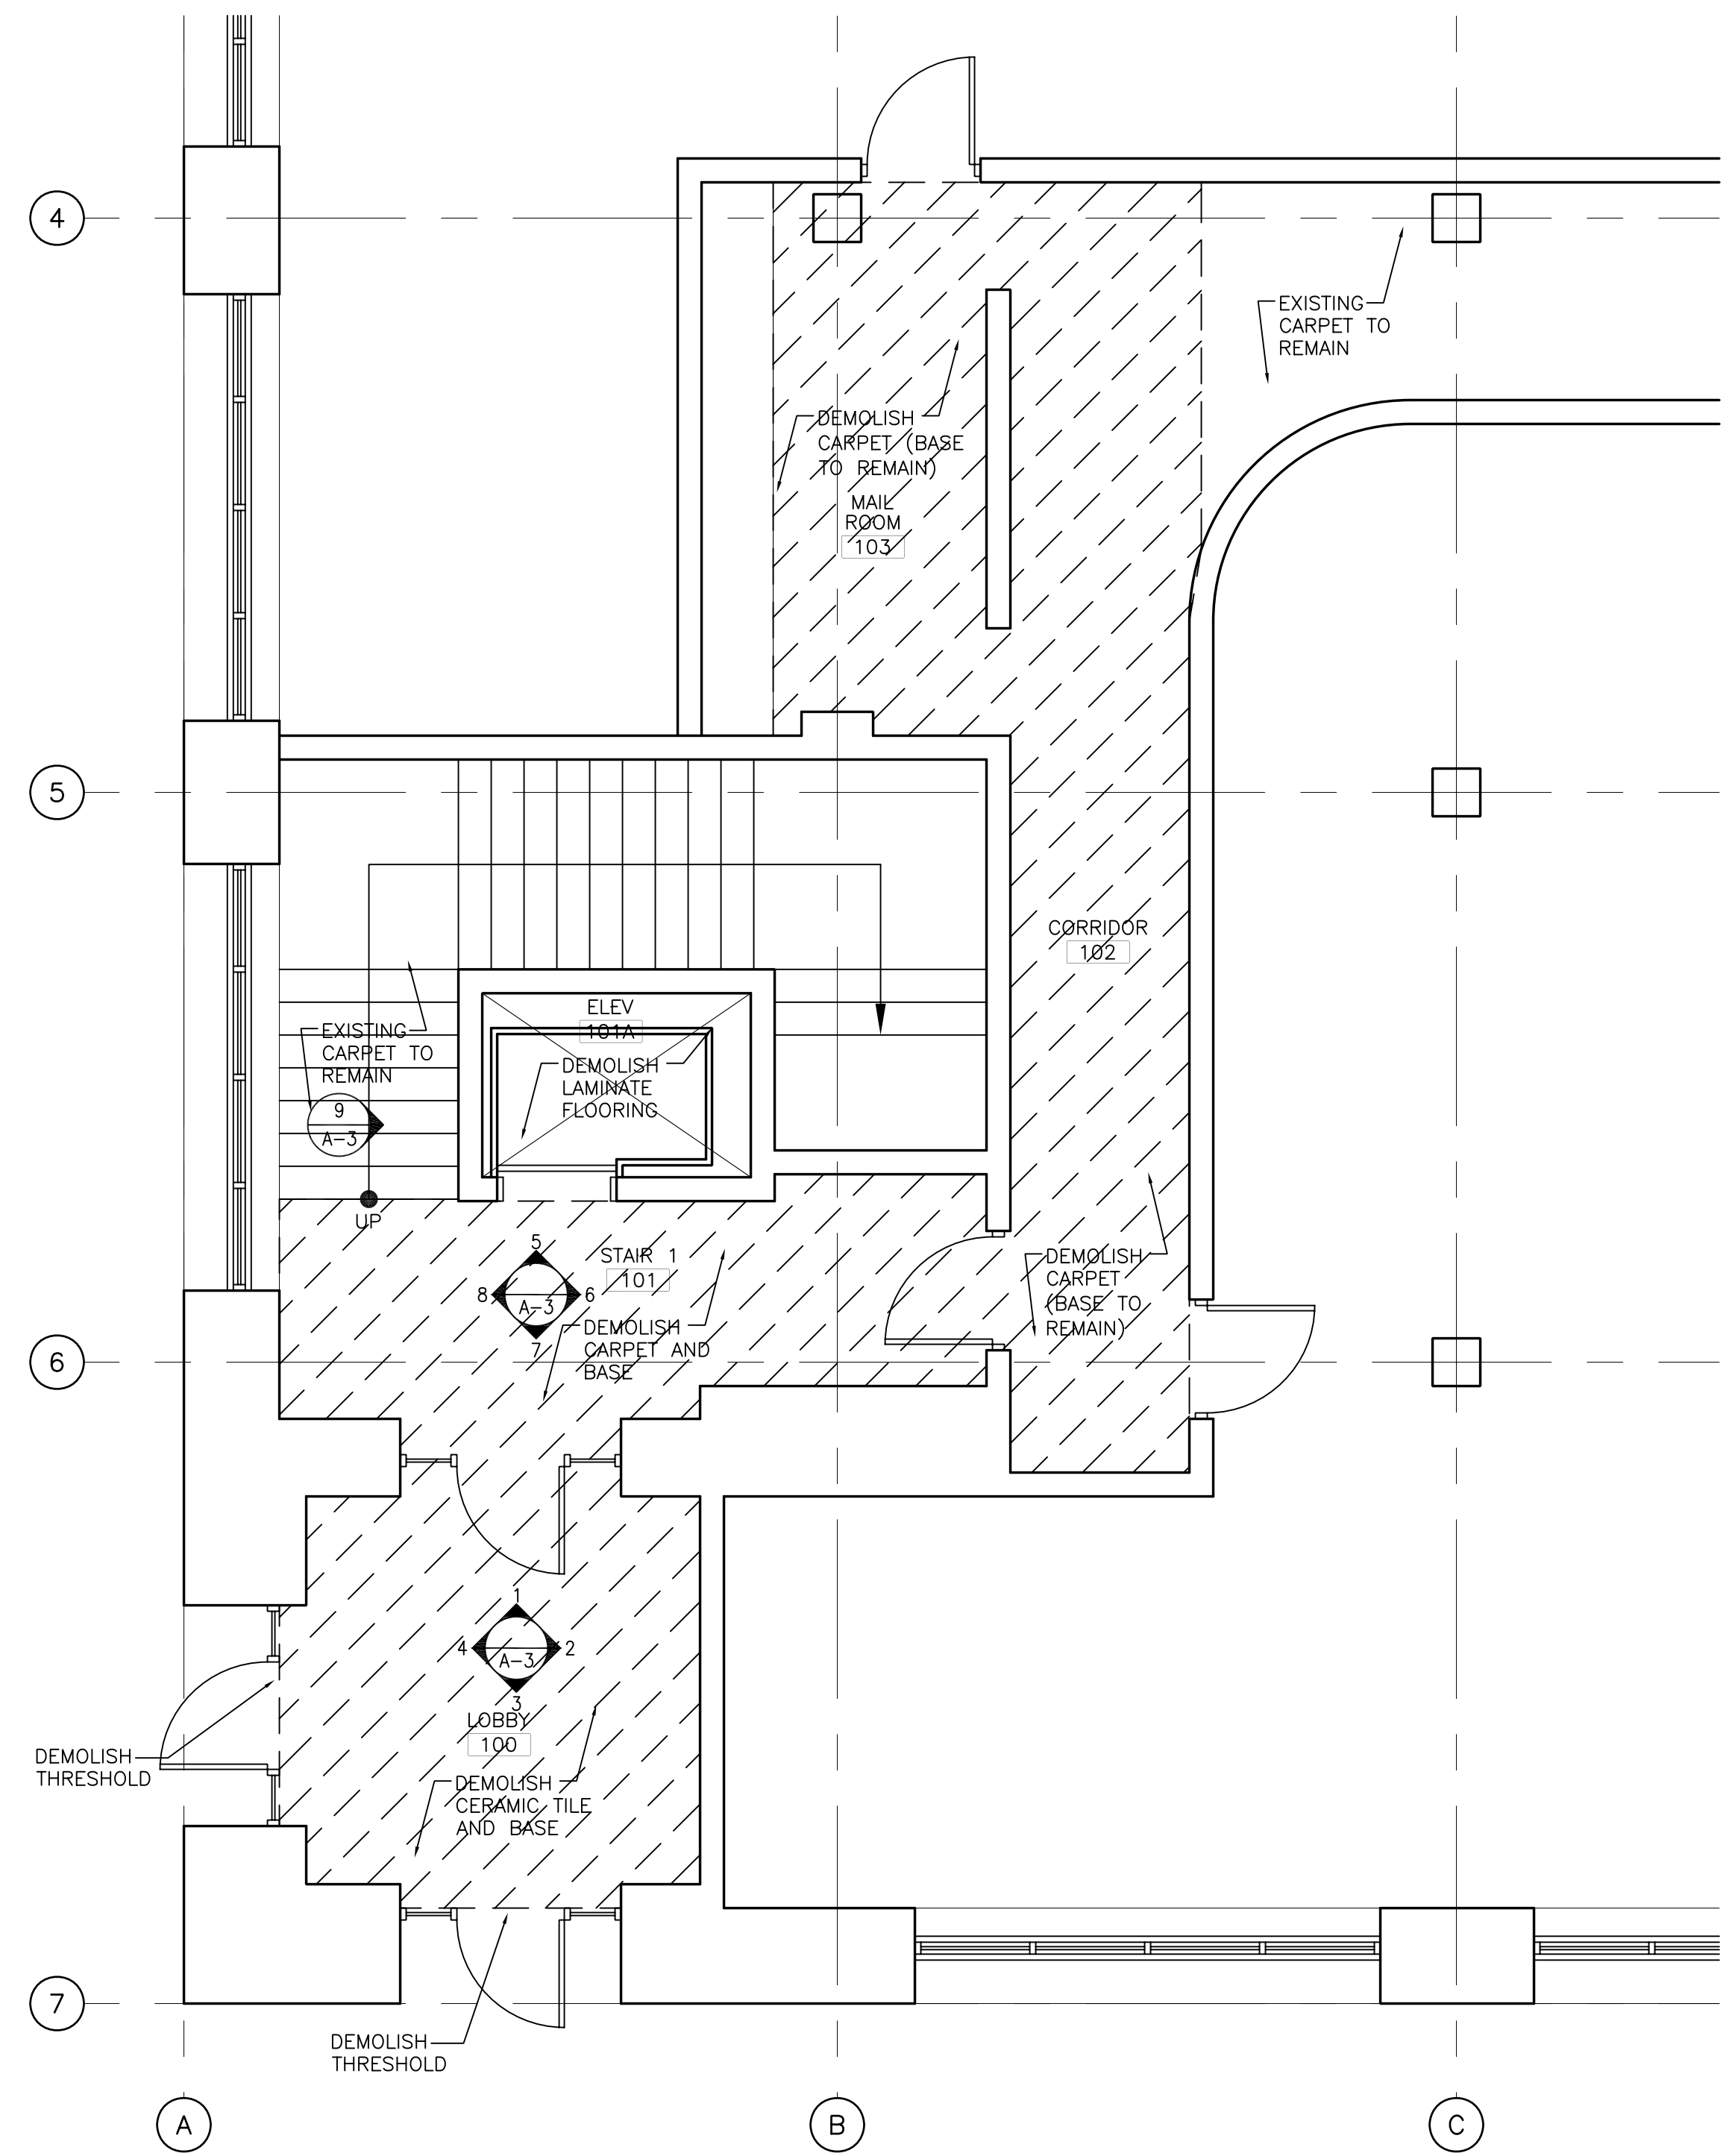 4
EXISTING
CARPET TO
REMAIN
DEMOLISH
CARPET (BASE
TO REMAIN)
MAIL
ROOM
103
5
CORRIDOR
102
ELEV
101A
EXISTING
CARPET TO
REMAIN
DEMOLISH
LAMINATE
FLOORING
9
A-3
UP
5
8
A-3
6
7
STAIR 1
101
DEMOLISH
CARPET AND
BASE
DEMOLISH
CARPET
(BASE TO
REMAIN)
6
1
4
A-3
2
3
LOBBY
100
DEMOLISH
THRESHOLD
DEMOLISH
CERAMIC TILE
AND BASE
7
DEMOLISH
THRESHOLD
A
B
C